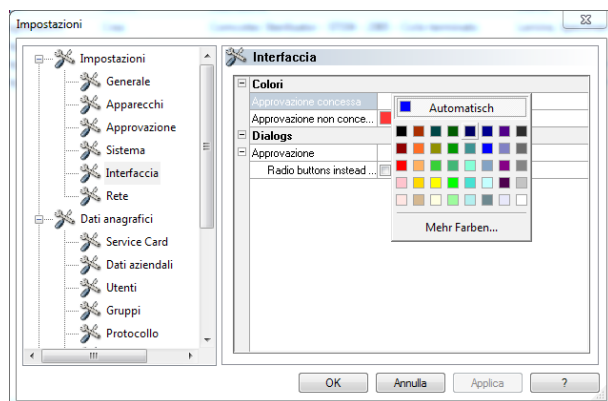 Impostazioni
Impostazioni
Generale
Apparecchi
Approvazione
Sistema
Interfaccia
Rete
Dati anagrafici
Service Card
Dati aziendali
Utenti
Gruppi
Protocollo
Interfaccia
Colori
Approvazione concessa
Approvazione non conce...
Dialogs
Approvazione
Radio buttons instead ...
Automatisch
Mehr Farben...
OK
Annulla
Applica
?